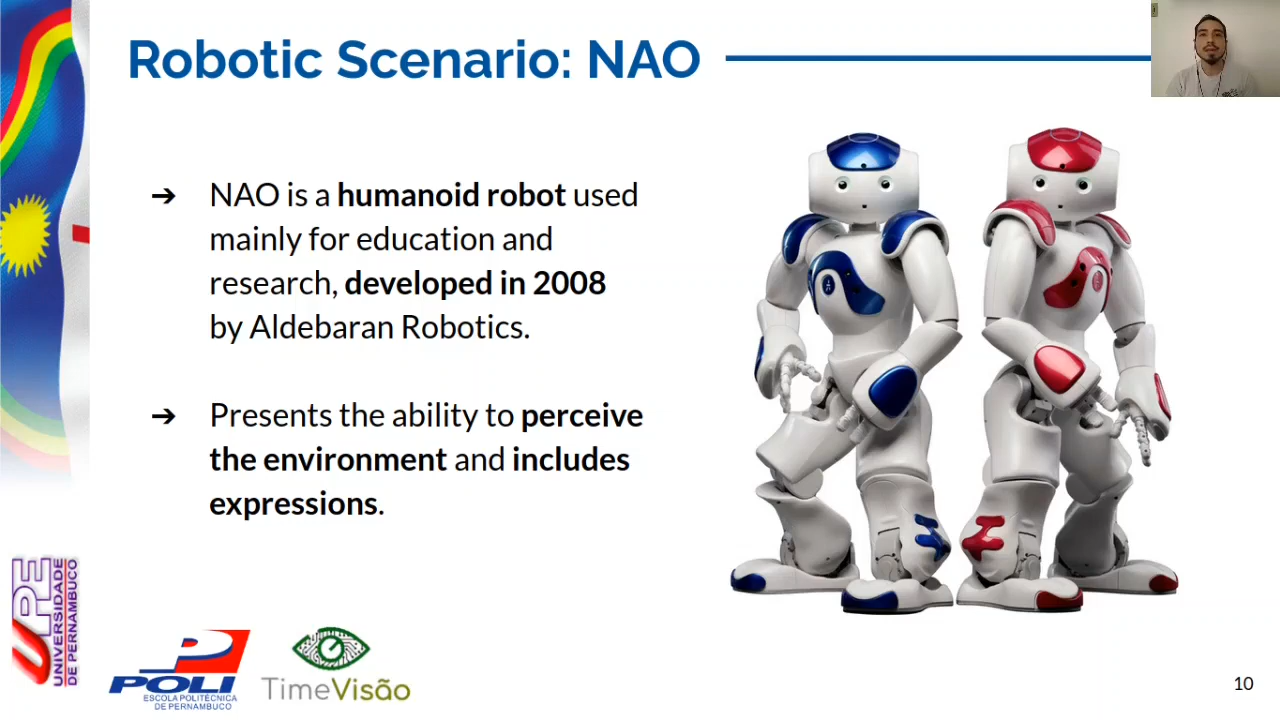 Robotic Scenario: NAO
➔ NAO is a humanoid robot used
mainly for education and
research, developed in 2008
by Aldebaran Robotics.
➔ Presents the ability to perceive
the environment and includes
expressions.
UPE
UNIVERSIDADE
DE PERNAMBUCO
POLI
ESCOLA POLITÉCNICA
DE PERNAMBUCO
TimeVisão
10